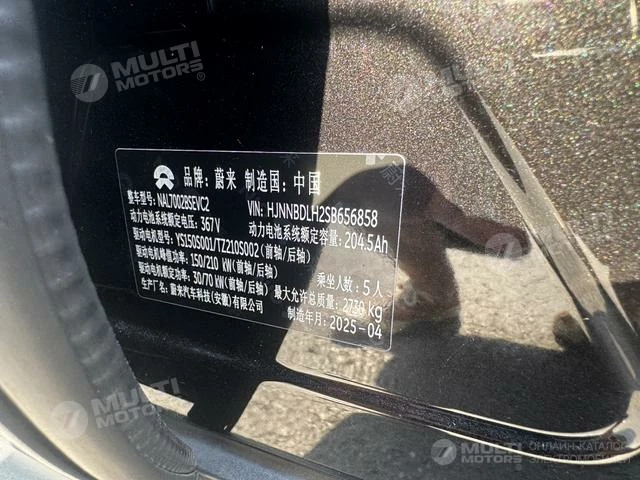 MULTI MOTORS
MULTI MOTORS
品牌:蔚来 制造国:中国
整车型号:NAL7002BSEVC2 VIN: HJNNBDLH2SB656858
动力电池系统额定电压:367V 动力电池系统额定容量:204.5Ah
驱动电机型号:YS150S001/TZ210S002(前轴/后轴)
驱动电机峰值功率:150/210 kW(前轴/后轴) 乘坐人数:5人
驱动电机额定功率:30/70 kW(前轴/后轴) 最大允许总质量:2730 kg
生产厂名:蔚来汽车科技(安徽)有限公司 制造年月:2025-04
MULTI MOTORS
MULTI MOTORS ОНЛАЙН-КАТАЛОГ ЭЛЕКТРОМОБИЛЕЙ